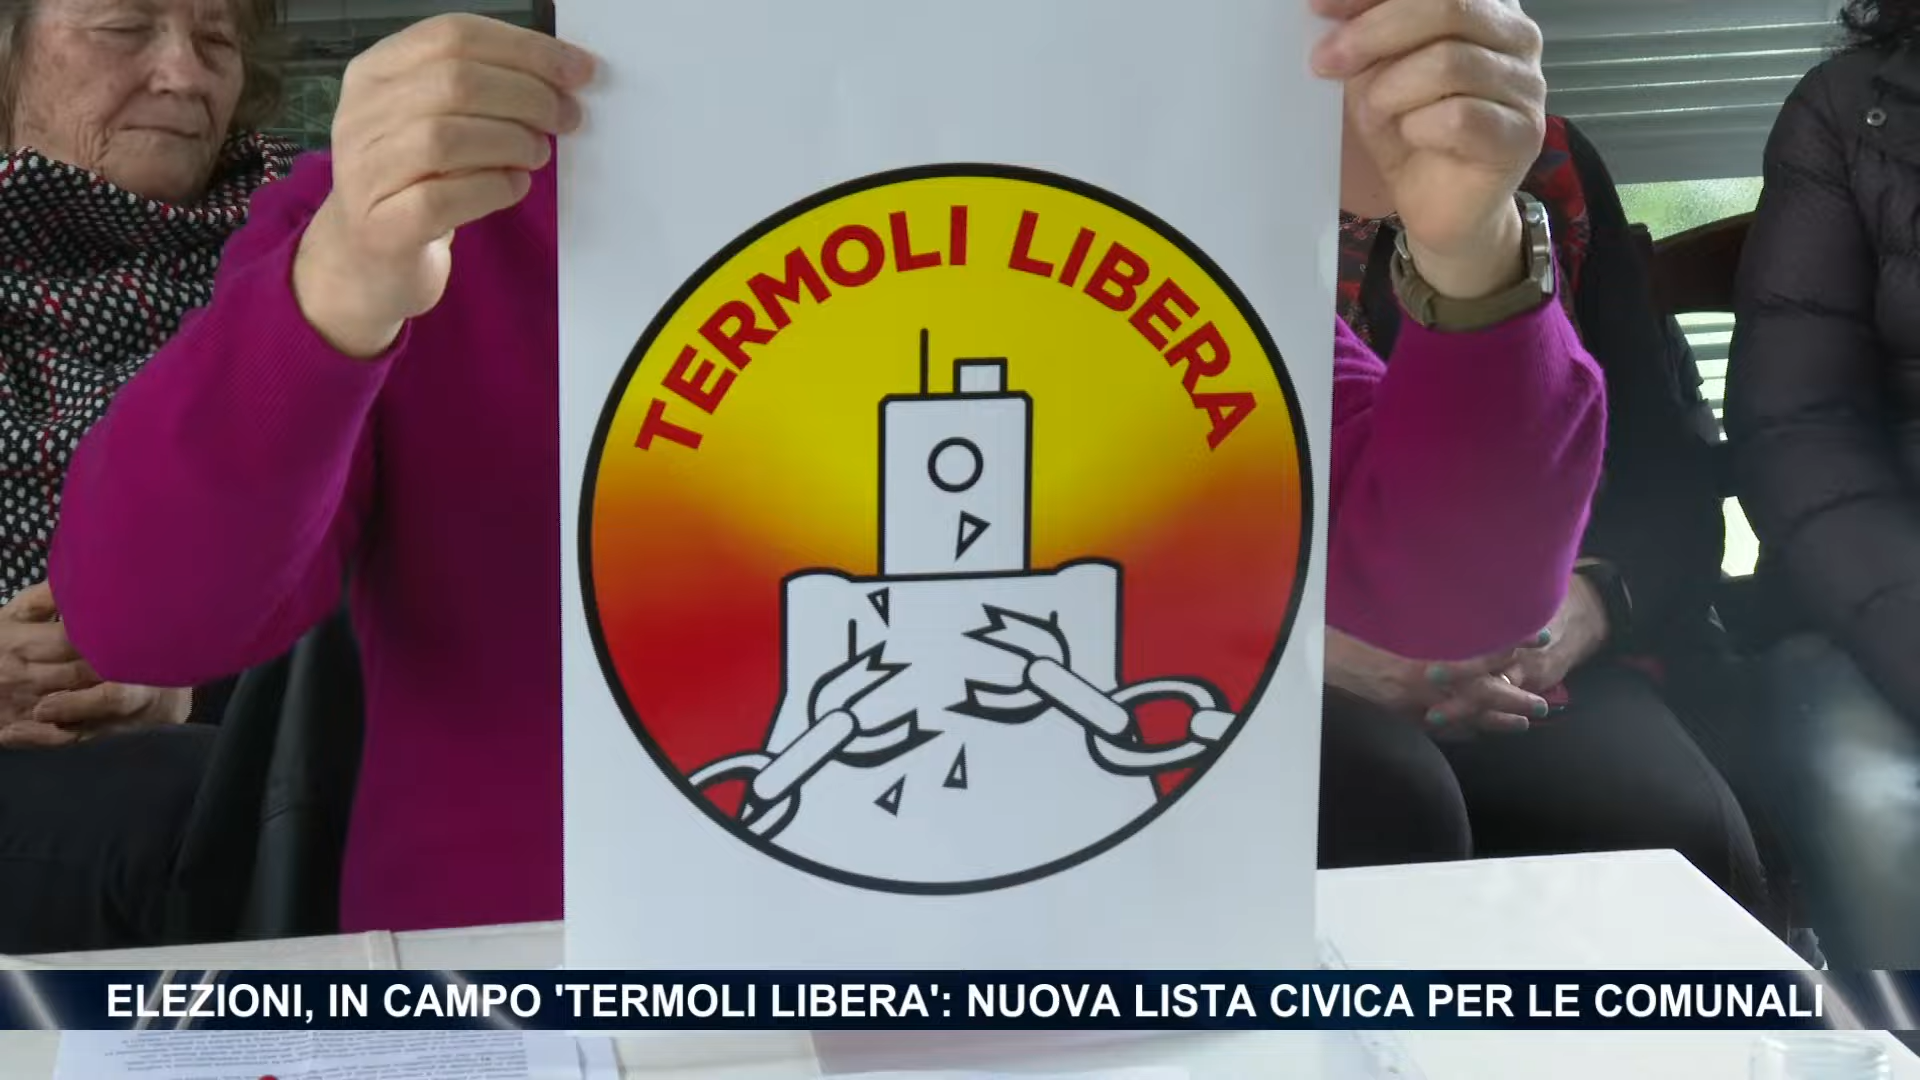 TERMOLI LIBERA
ELEZIONI, IN CAMPO 'TERMOLI LIBERA': NUOVA LISTA CIVICA PER LE COMUNALI